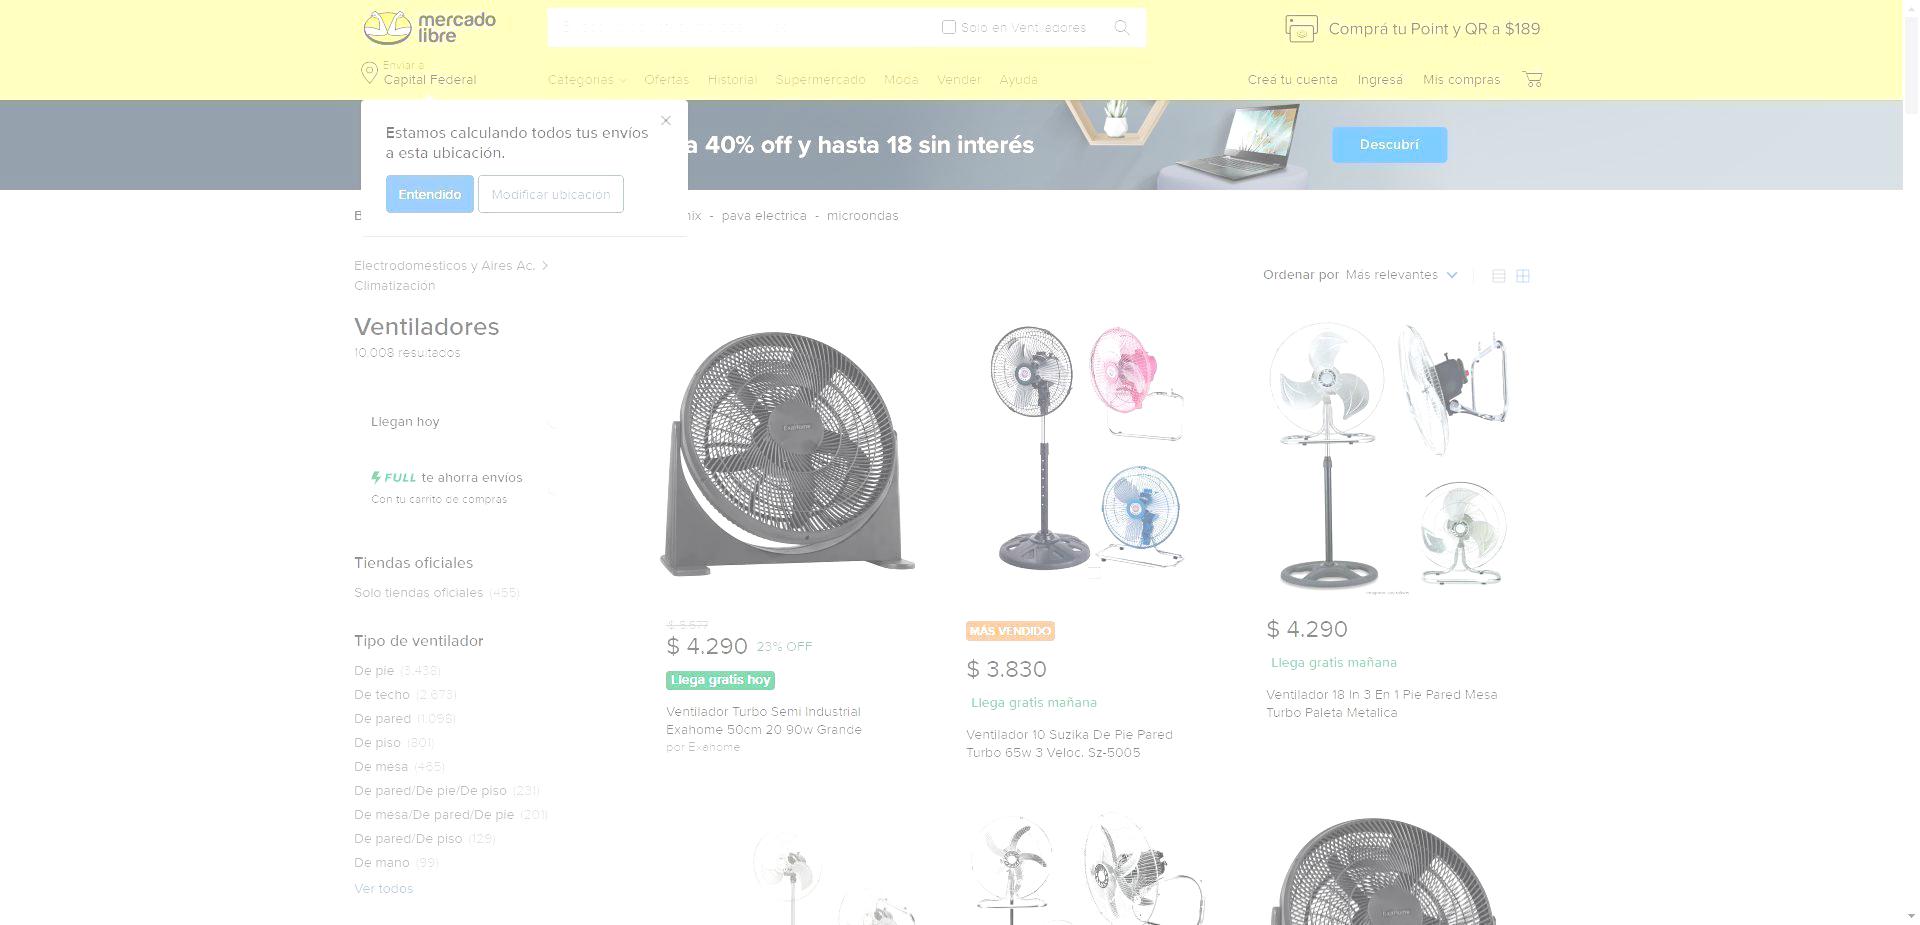 mercado
libre
Solo en Ventiladores
Comprá tu Point y QR a $189
Enviar a
Capital Federal
Categorías Ofertas Historial Supermercado Moda Vender Ayuda
Creá tu cuenta Ingresá Mis compras
Estamos calculando todos tus envíos
a esta ubicación.
Entendido Modificar ubicación
a 40% off y hasta 18 sin interés
Descubrí
- pava electrica - microondas
Electrodomésticos y Aires Ac. >
Climatización
Ordenar por Más relevantes
Ventiladores
10.008 resultados
Llegan hoy
FULL te ahorra envíos
Con tu carrito de compras
Tiendas oficiales
Solo tiendas oficiales (455)
Tipo de ventilador
De pie (3.438)
De techo (2.673)
De pared (1.098)
De piso (801)
De mesa (465)
De pared/De pie/De piso (231)
De mesa/De pared/De pie (201)
De pared/De piso (129)
De mano (99)
Ver todos
ExaHome
$ 4.290 23% OFF
Llega gratis hoy
Ventilador Turbo Semi Industrial
Exahome 50cm 20 90w Grande
por Exahome
MÁS VENDIDO
$ 3.830
Llega gratis mañana
Ventilador 10 Suzika De Pie Pared
Turbo 65w 3 Veloc. Sz-5005
$ 4.290
Llega gratis mañana
Ventilador 18 In 3 En 1 Pie Pared Mesa
Turbo Paleta Metalica
ExaHome